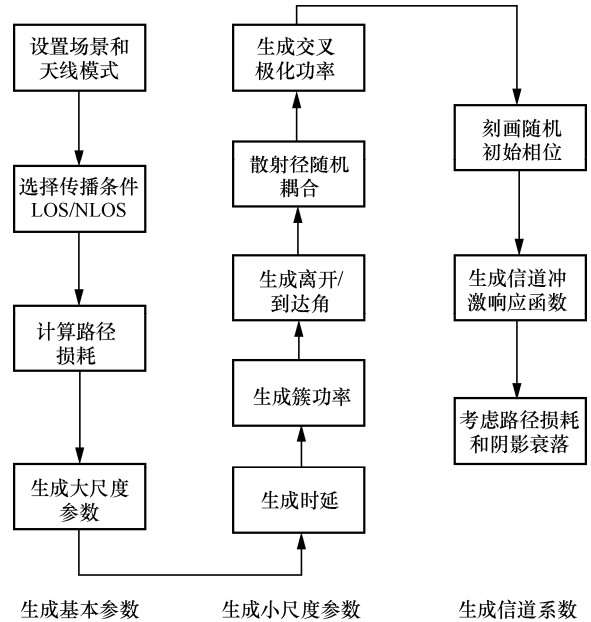 设置场景和
天线模式
选择传播条件
LOS/NLOS
计算路径
损耗
生成大尺度
参数
生成基本参数
生成交叉
极化功率
散射径随机
耦合
生成离开/
到达角
生成簇功率
生成时延
生成小尺度参数
刻画随机
初始相位
生成信道冲
激响应函数
考虑路径损耗
和阴影衰落
生成信道系数